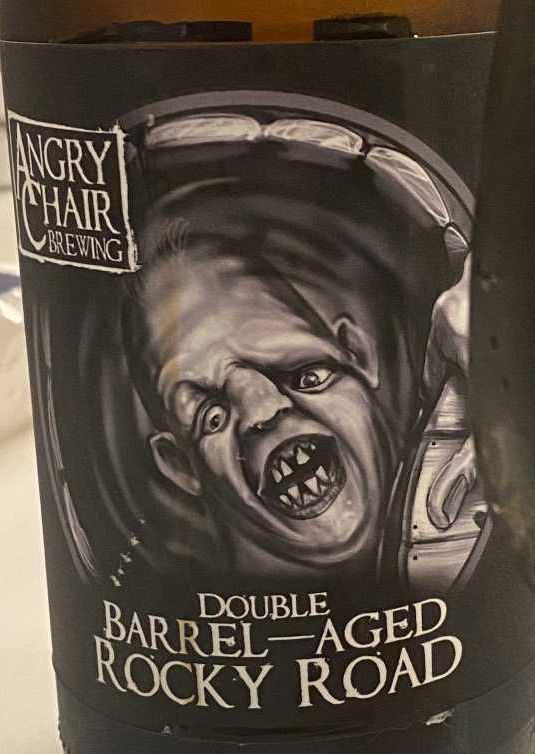 ANGRY
CHAIR
BREWING
DOUBLE
BARREL—AGED
ROCKY ROAD